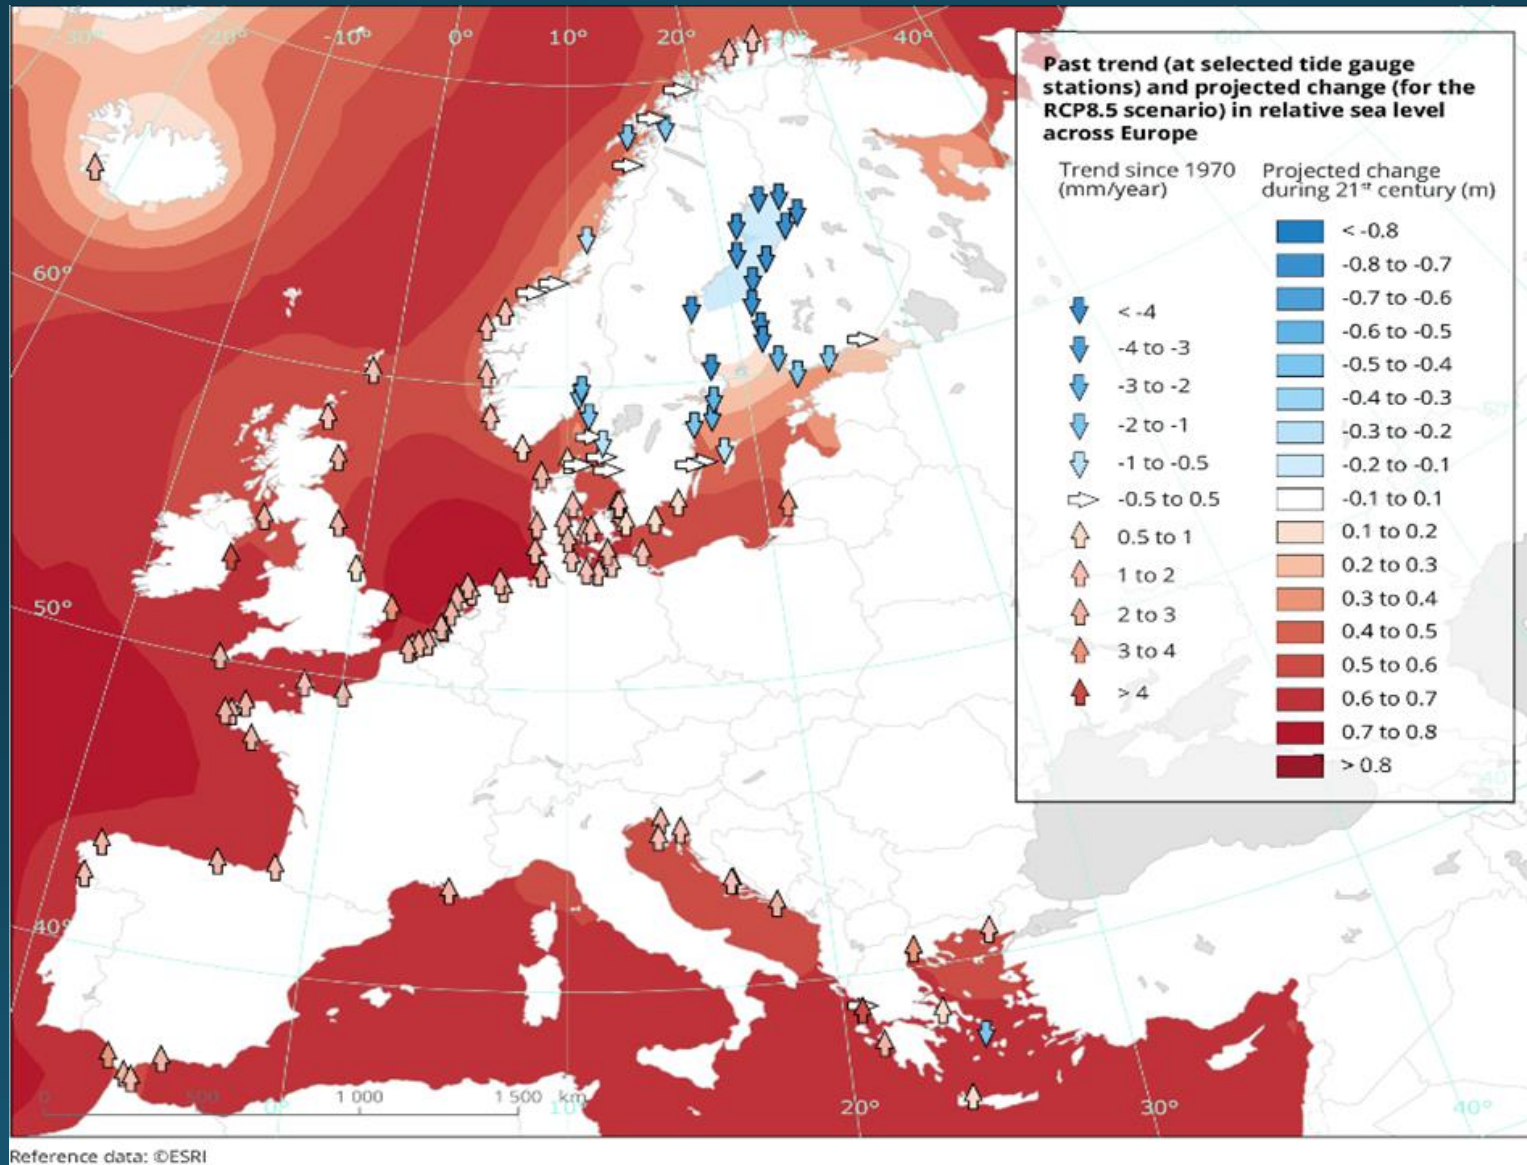 -30°
-20°
-10°
0°
10°
20°
30°
40°
60°
50°
40°
Past trend (at selected tide gauge
stations) and projected change (for the
RCP8.5 scenario) in relative sea level
across Europe
Trend since 1970
(mm/year)
< -4
-4 to -3
-3 to -2
-2 to -1
-1 to -0.5
-0.5 to 0.5
0.5 to 1
1 to 2
2 to 3
3 to 4
> 4
Projected change
during 21st century (m)
< -0.8
-0.8 to -0.7
-0.7 to -0.6
-0.6 to -0.5
-0.5 to -0.4
-0.4 to -0.3
-0.3 to -0.2
-0.2 to -0.1
-0.1 to 0.1
0.1 to 0.2
0.2 to 0.3
0.3 to 0.4
0.4 to 0.5
0.5 to 0.6
0.6 to 0.7
0.7 to 0.8
> 0.8
0 500 1 000 1 500 km
0° 10° 20° 30° 40°
Reference data: ©ESRI